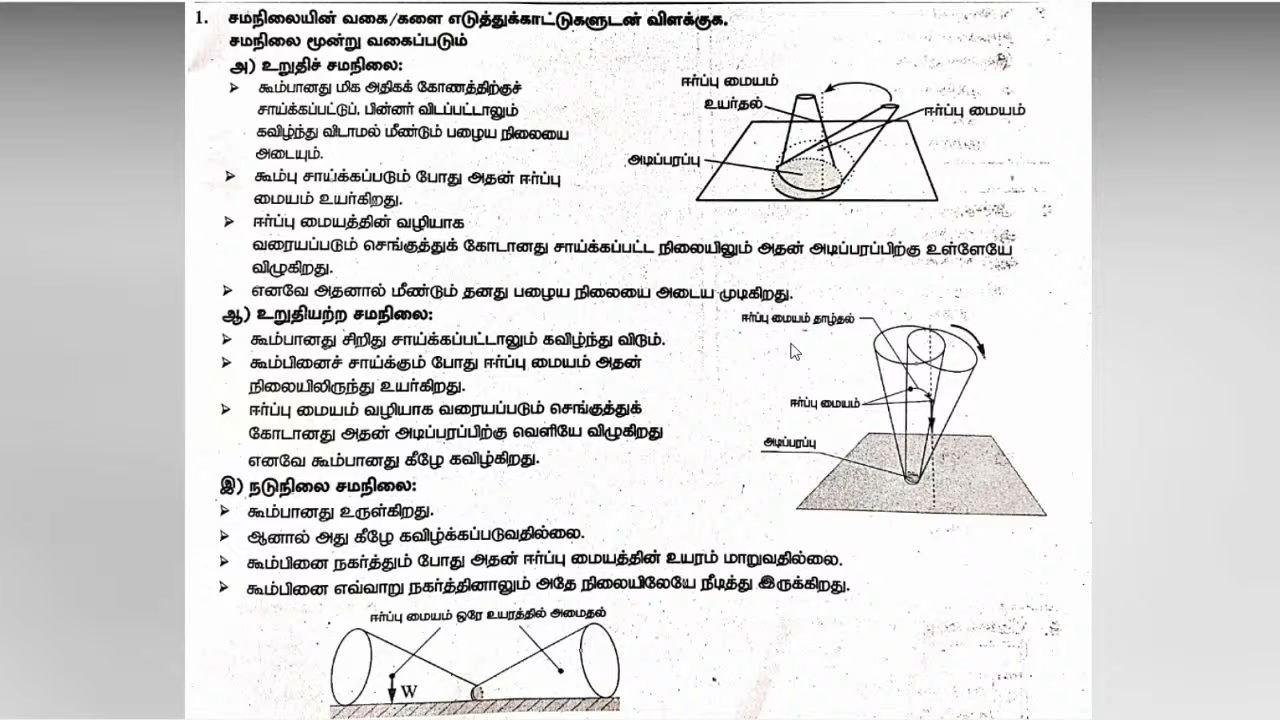 1. சமநிலையின் வகை/களை எடுத்துக்காட்டுகளுடன் விளக்குக.
சமநிலை மூன்று வகைப்படும்
அ) உறுதிச் சமநிலை:
➢ கூம்பானது மிக அதிகக் கோணத்திற்குச்
சாய்க்கப்பட்டுப், பின்னர் விடப்பட்டாலும்
கவிழ்ந்து விடாமல் மீண்டும் பழைய நிலையை
அடையும்.
➢ கூம்பு சாய்க்கப்படும் போது அதன் ஈர்ப்பு
மையம் உயர்கிறது.
➢ ஈர்ப்பு மையத்தின் வழியாக
வரையப்படும் செங்குத்துக் கோடானது சாய்க்கப்பட்ட நிலையிலும் அதன் அடிப்பரப்பிற்கு உள்ளேயே
விழுகிறது.
➢ எனவே அதனால் மீண்டும் தனது பழைய நிலையை அடைய முடிகிறது.
ஈர்ப்பு மையம்
உயர்தல்
ஈர்ப்பு மையம்
அடிப்பரப்பு
ஆ) உறுதியற்ற சமநிலை:
➢ கூம்பானது சிறிது சாய்க்கப்பட்டாலும் கவிழ்ந்து விடும்.
➢ கூம்பினைச் சாய்க்கும் போது ஈர்ப்பு மையம் அதன்
நிலையிலிருந்து உயர்கிறது.
➢ ஈர்ப்பு மையம் வழியாக வரையப்படும் செங்குத்துக்
கோடானது அதன் அடிப்பரப்பிற்கு வெளியே விழுகிறது
எனவே கூம்பானது கீழே கவிழ்கிறது.
ஈர்ப்பு மையம் தாழ்தல்
ஈர்ப்பு மையம்
அடிப்பரப்பு
இ) நடுநிலை சமநிலை:
➢ கூம்பானது உருள்கிறது.
➢ ஆனால் அது கீழே கவிழ்க்கப்படுவதில்லை.
➢ கூம்பினை நகர்த்தும் போது அதன் ஈர்ப்பு மையத்தின் உயரம் மாறுவதில்லை.
➢ கூம்பினை எவ்வாறு நகர்த்தினாலும் அதே நிலையிலேயே நீடித்து இருக்கிறது.
ஈர்ப்பு மையம் ஒரே உயரத்தில் அமைதல்
W